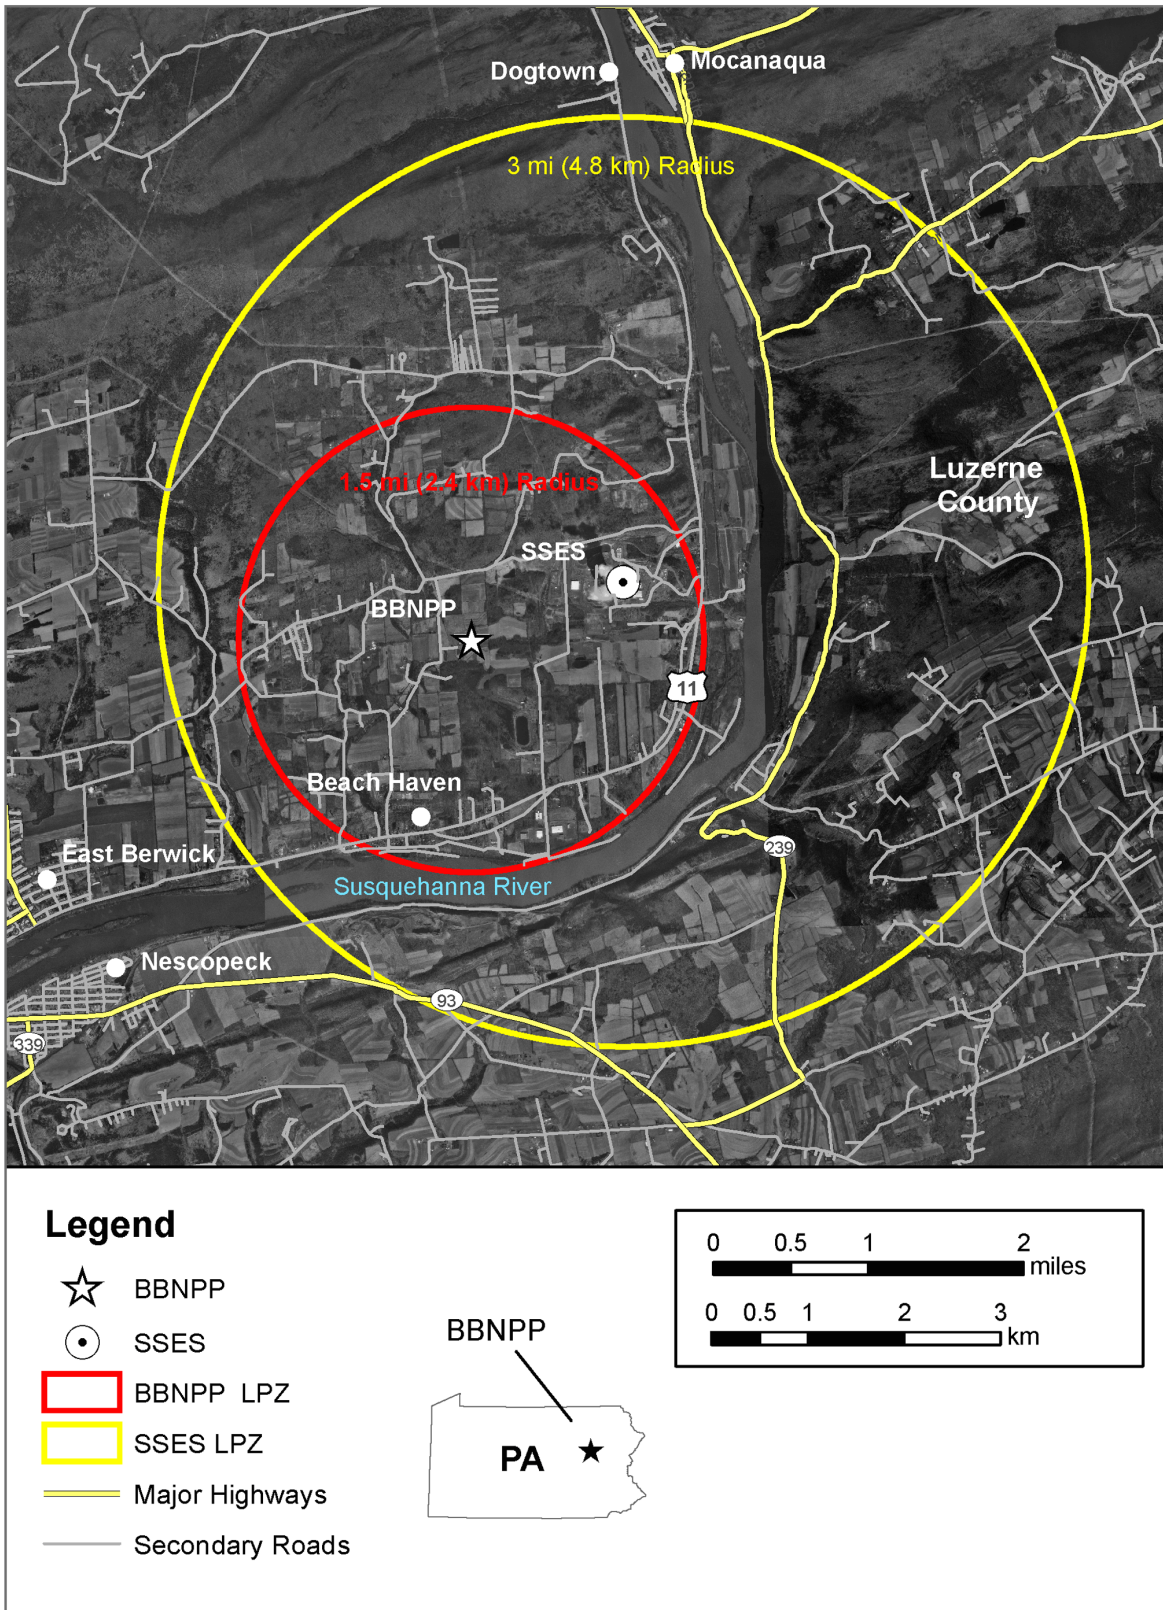 Dogtown
Mocanaqua
3 mi (4.8 km) Radius
Luzerne
County
1.5 mi (2.4 km) Radius
SSES
BBNPP
11
Beach Haven
239
East Berwick
Susquehanna River
Nescopeck
93
339
Legend
BBNPP
SSES
BBNPP LPZ
SSES LPZ
Major Highways
Secondary Roads
BBNPP
PA
0 0.5 1 2
miles
0 0.5 1 2 3
km